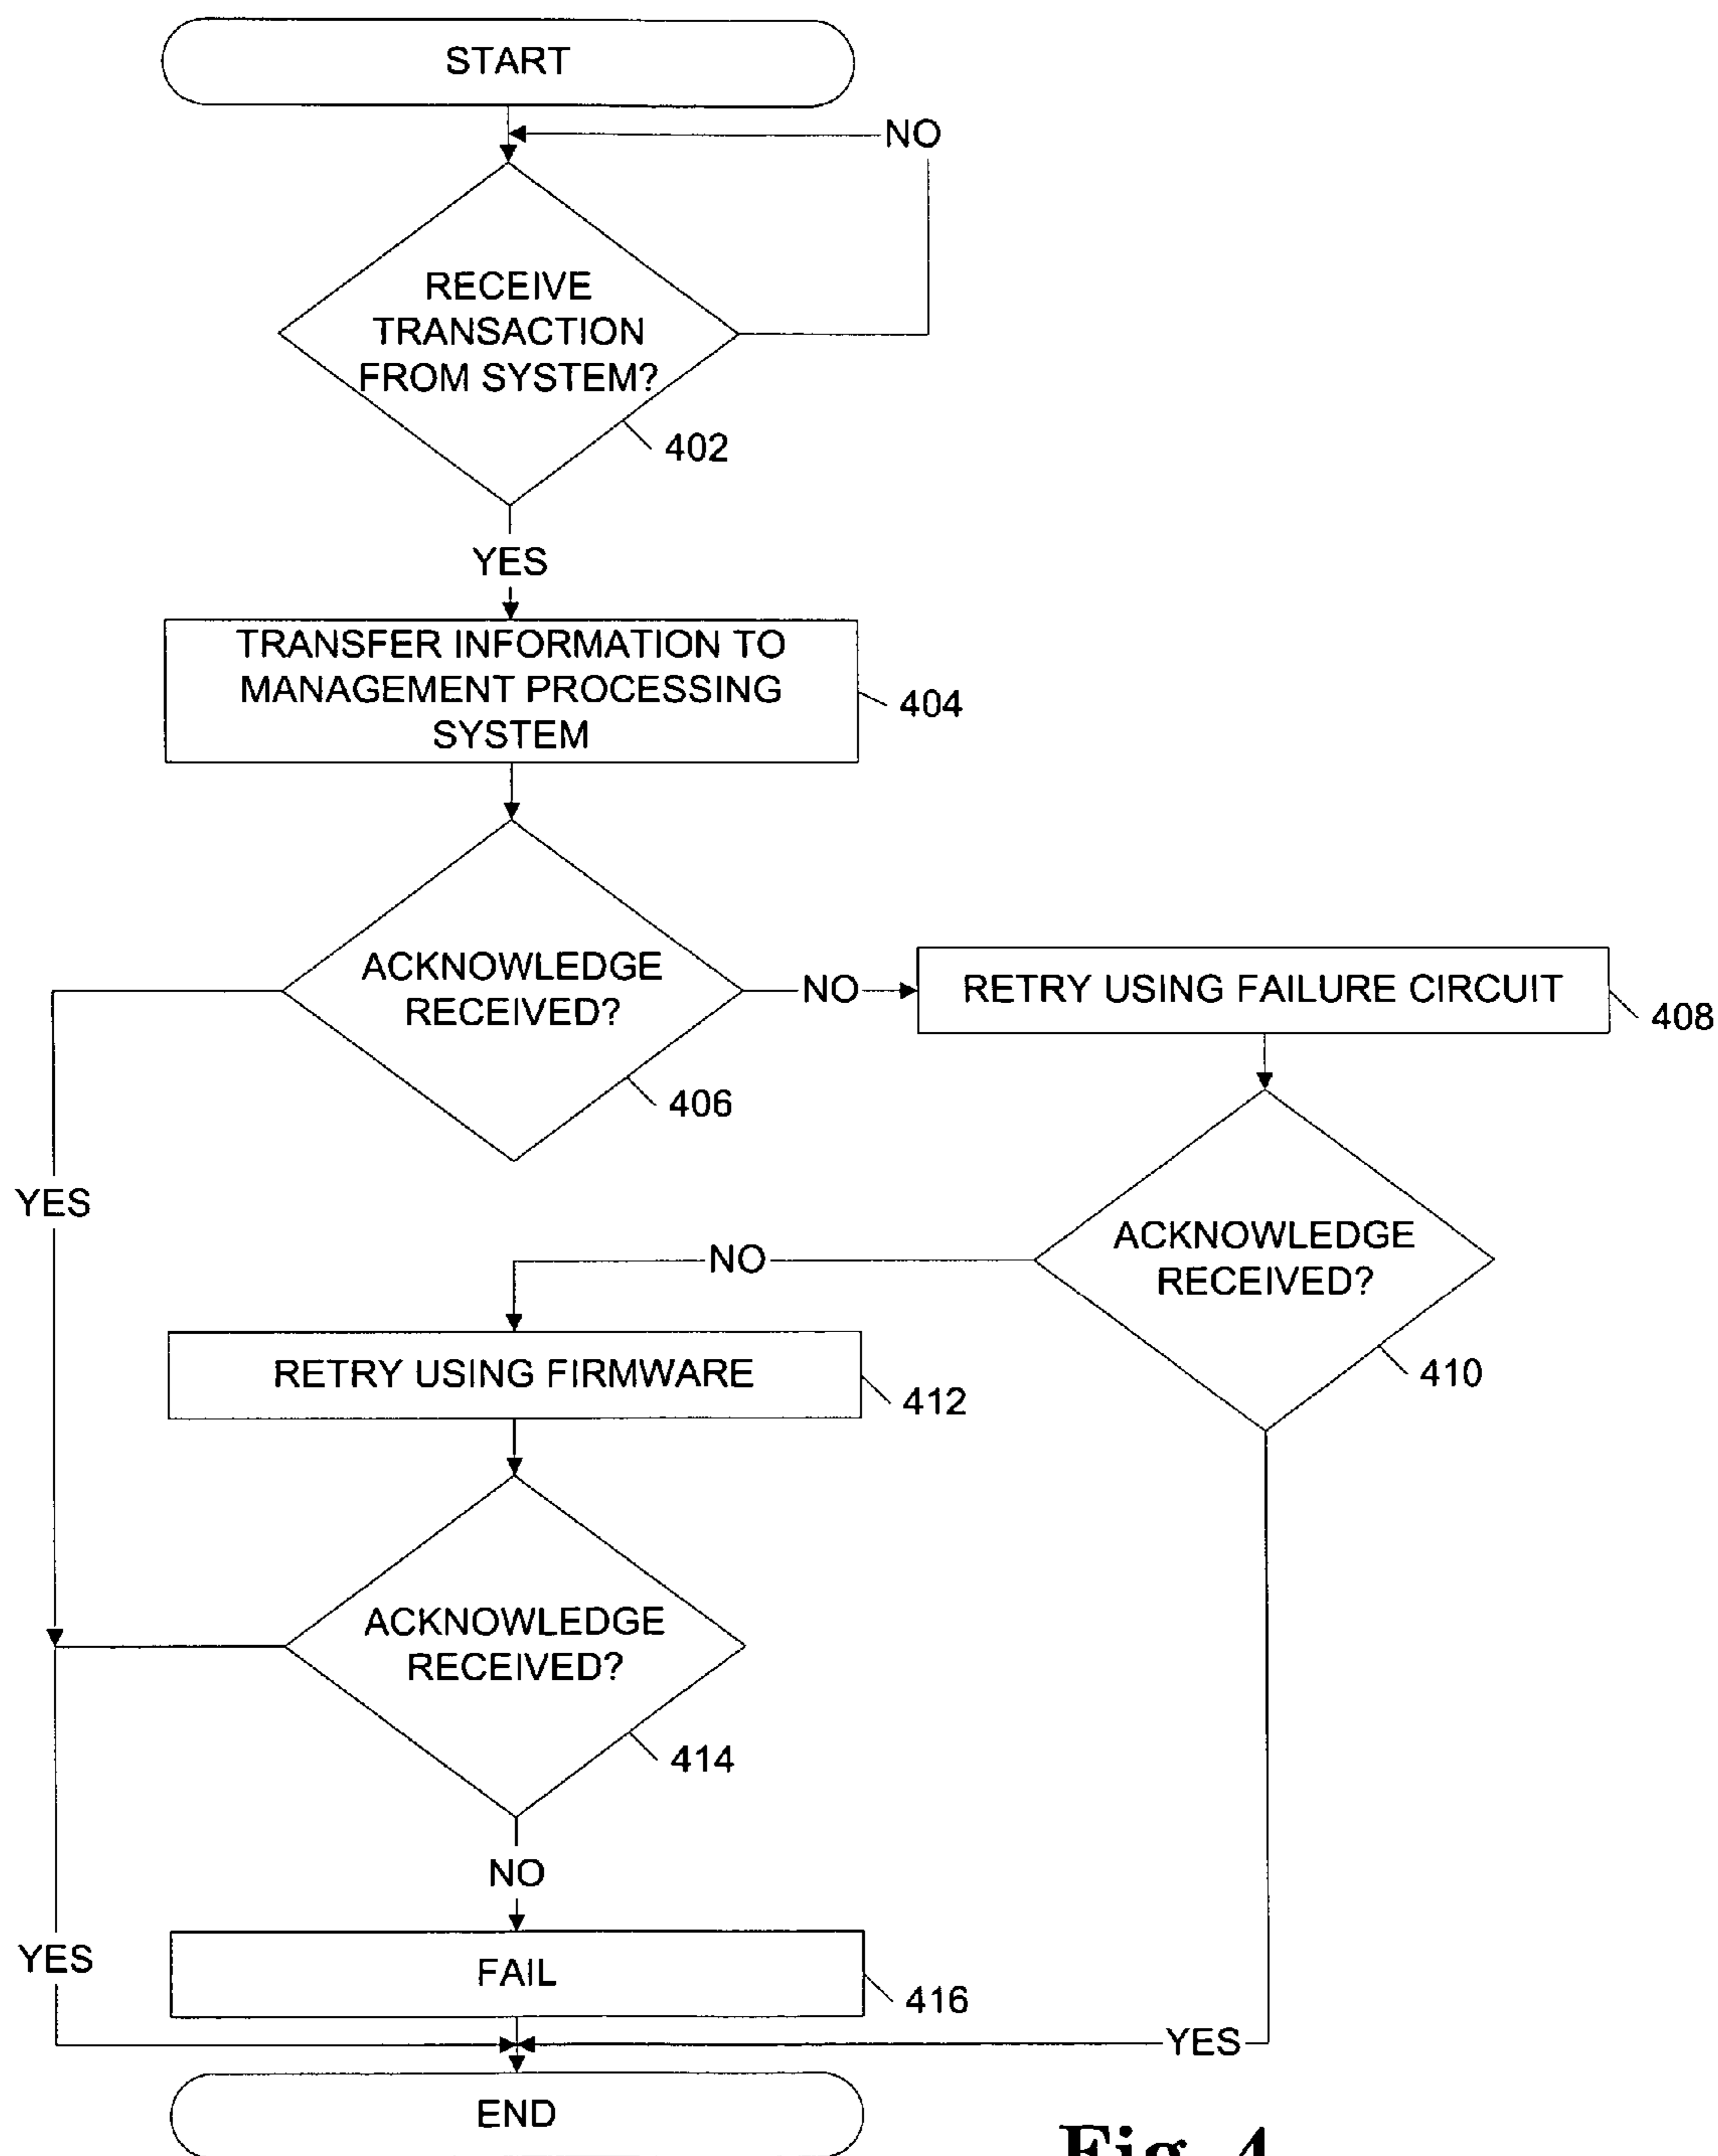 START
NO
RECEIVE
TRANSACTION
FROM SYSTEM?
402
YES
TRANSFER INFORMATION TO
MANAGEMENT PROCESSING
SYSTEM
404
ACKNOWLEDGE
RECEIVED?
406
NO
RETRY USING FAILURE CIRCUIT
408
YES
ACKNOWLEDGE
RECEIVED?
410
NO
RETRY USING FIRMWARE
412
ACKNOWLEDGE
RECEIVED?
414
NO
YES
FAIL
416
YES
END
Fig. 4